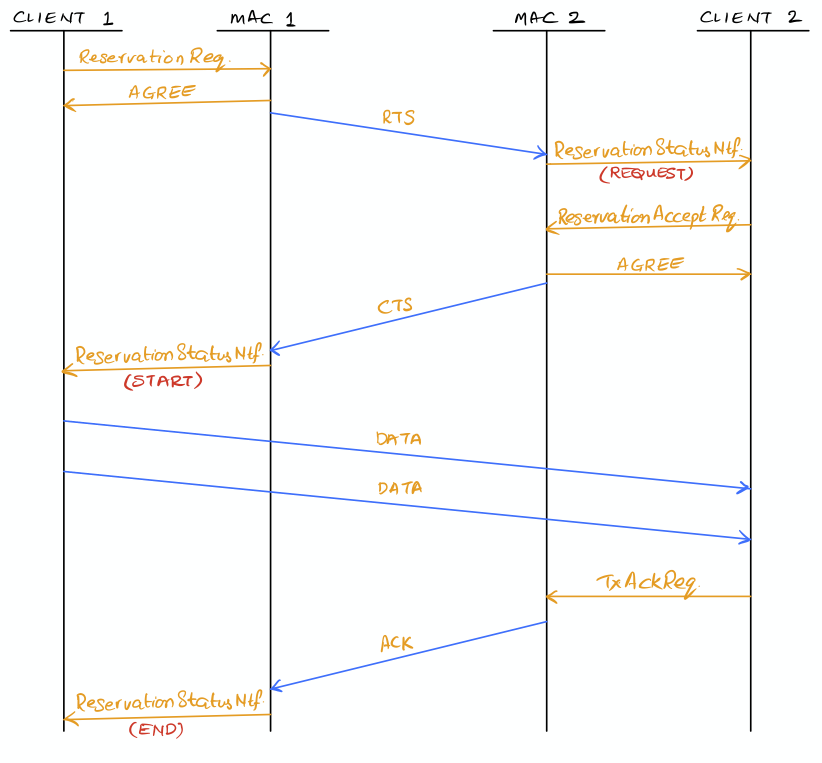 CLIENT 1
MAC 1
MAC 2
CLIENT 2
Reservation Req.
AGREE
RTS
Reservation Status Ntf.
(REQUEST)
Reservation Accept Req.
AGREE
CTS
Reservation Status Ntf.
(START)
DATA
DATA
TxAckReq.
ACK
Reservation Status Ntf.
(END)